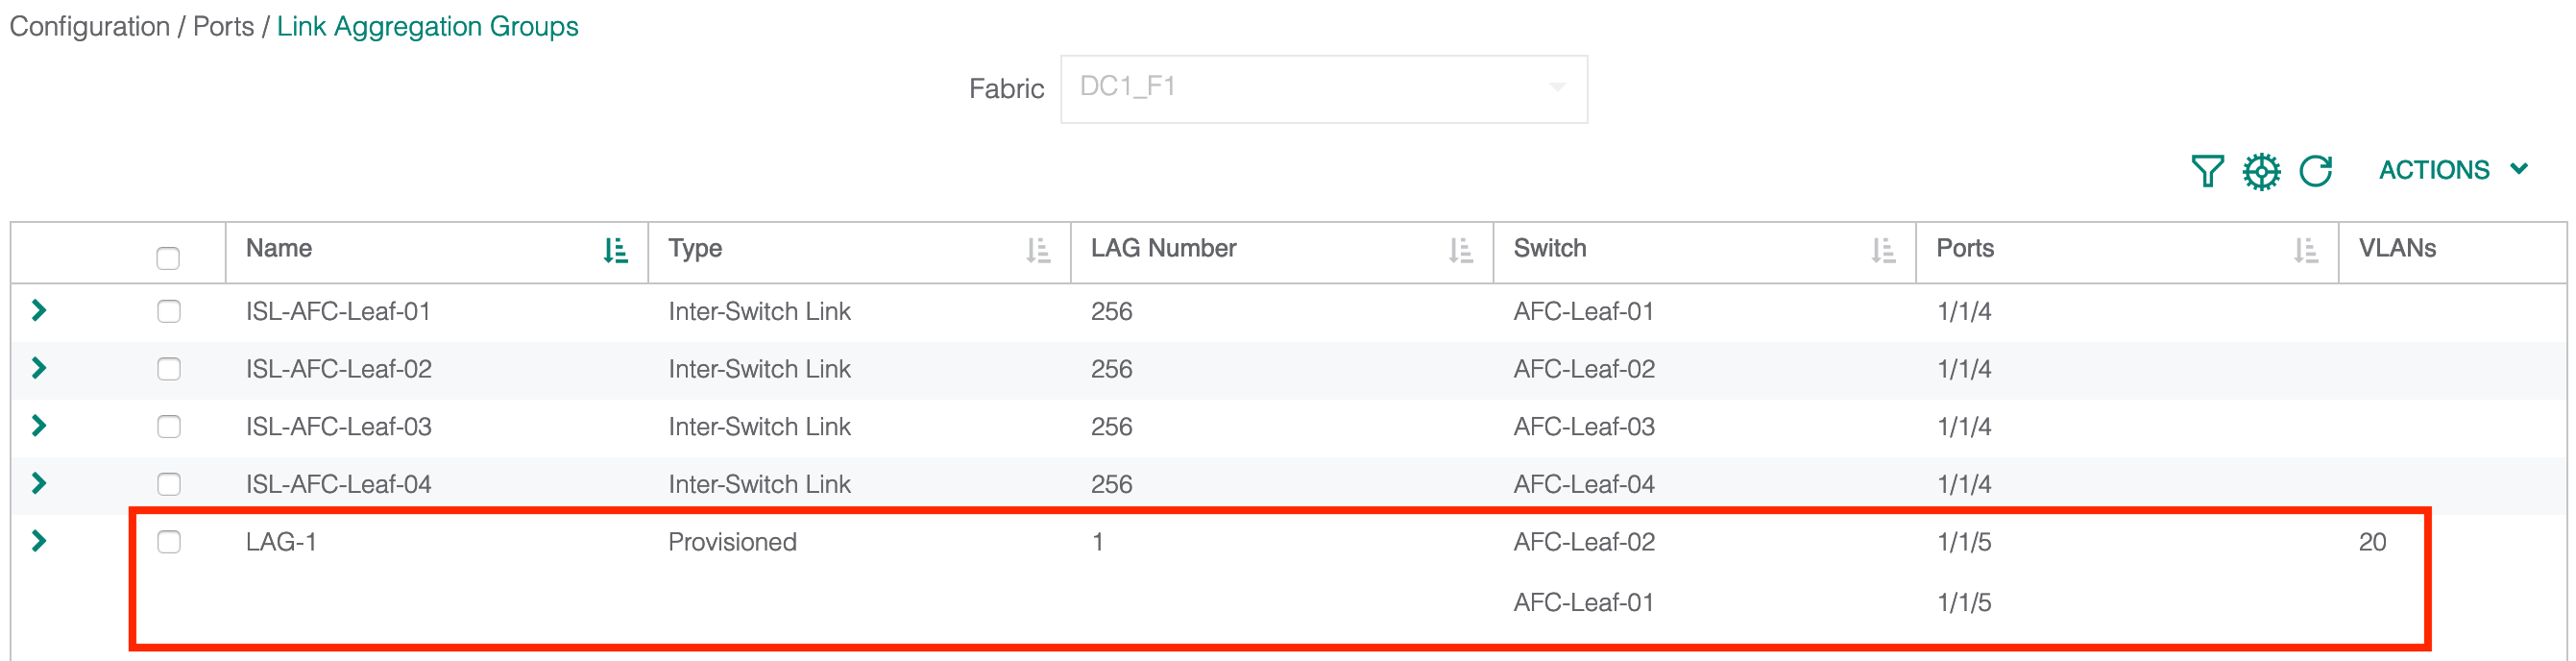 Configuration / Ports / Link Aggregation Groups
Fabric DC1_F1
ACTIONS
Name Type LAG Number Switch Ports VLANs
ISL-AFC-Leaf-01 Inter-Switch Link 256 AFC-Leaf-01 1/1/4
ISL-AFC-Leaf-02 Inter-Switch Link 256 AFC-Leaf-02 1/1/4
ISL-AFC-Leaf-03 Inter-Switch Link 256 AFC-Leaf-03 1/1/4
ISL-AFC-Leaf-04 Inter-Switch Link 256 AFC-Leaf-04 1/1/4
LAG-1 Provisioned 1 AFC-Leaf-02 1/1/5 20
AFC-Leaf-01 1/1/5